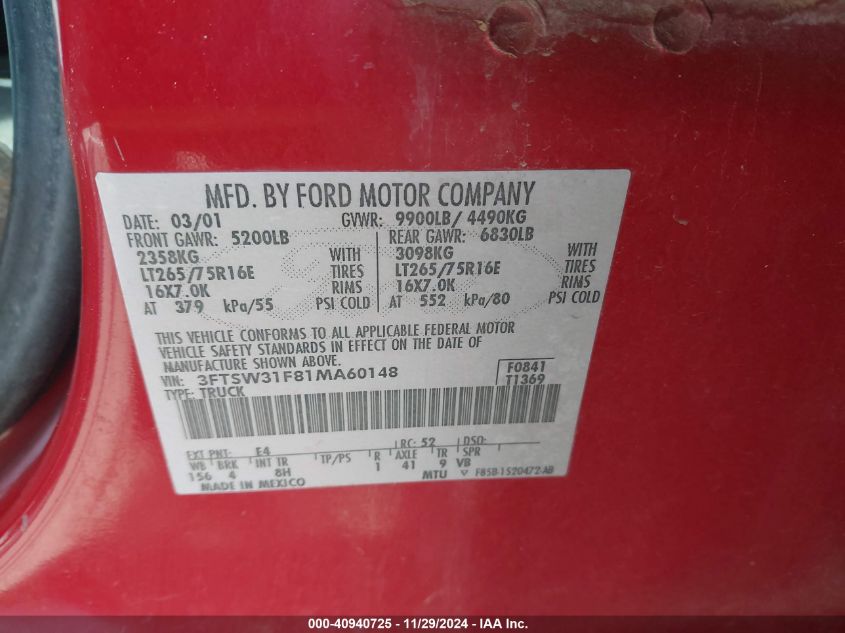 MFD. BY FORD MOTOR COMPANY
DATE: 03/01 GVWR: 9900LB/ 4490KG
FRONT GAWR: 5200LB REAR GAWR: 6830LB
2358KG WITH 3098KG WITH
LT265/75R16E TIRES LT265/75R16E TIRES
16X7.0K RIMS 16X7.0K RIMS
AT 379 kPa/55 PSI COLD AT 552 kPa/80 PSI COLD
THIS VEHICLE CONFORMS TO ALL APPLICABLE FEDERAL MOTOR
VEHICLE SAFETY STANDARDS IN EFFECT ON THE DATE OF
MANUFACTURE SHOWN ABOVE.
VIN: 3FTSW31F81MA60148 F0841
TYPE: TRUCK T1369
EXT PNT: E4 RC: 52 DSO:
WB BRK INT TR TP/PS R AXLE TR SPR
156 4 8H 1 41 9 VB
MADE IN MEXICO MTU F85B-1520472-AB
000-40940725 - 11/29/2024 - IAA Inc.